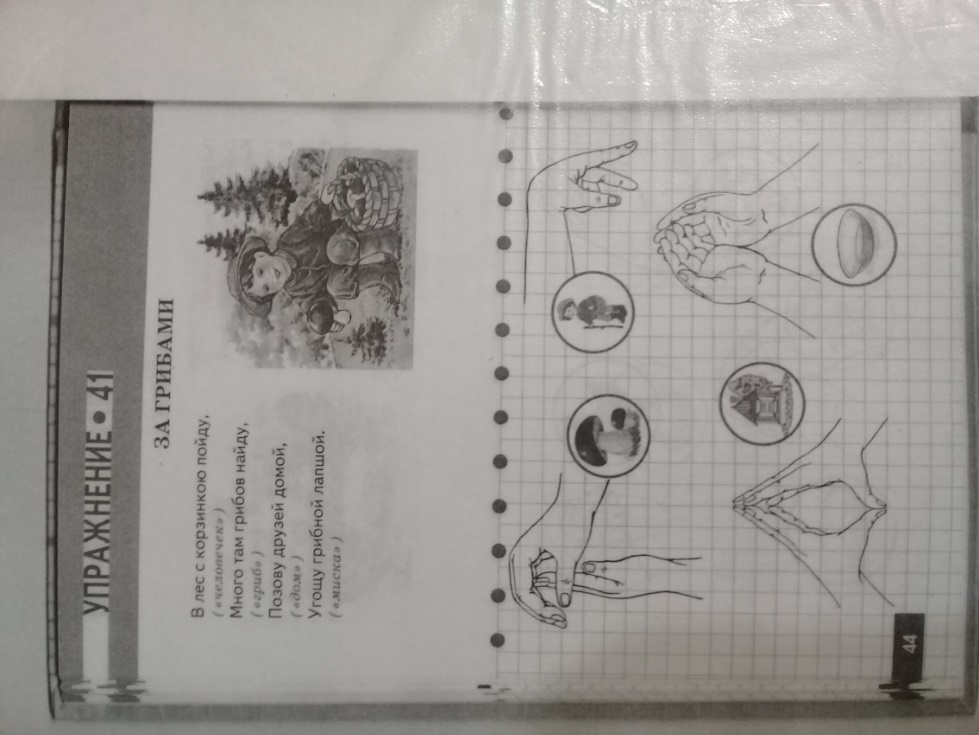 УПРАЖНЕНИЕ • 41
ЗА ГРИБАМИ
В лес с корзинкою пойду,
(«человечек»)
Много там грибов найду,
(«гриб»)
Позову друзей домой,
(«дом»)
Угощу грибной лапшой.
(«миска»)
44